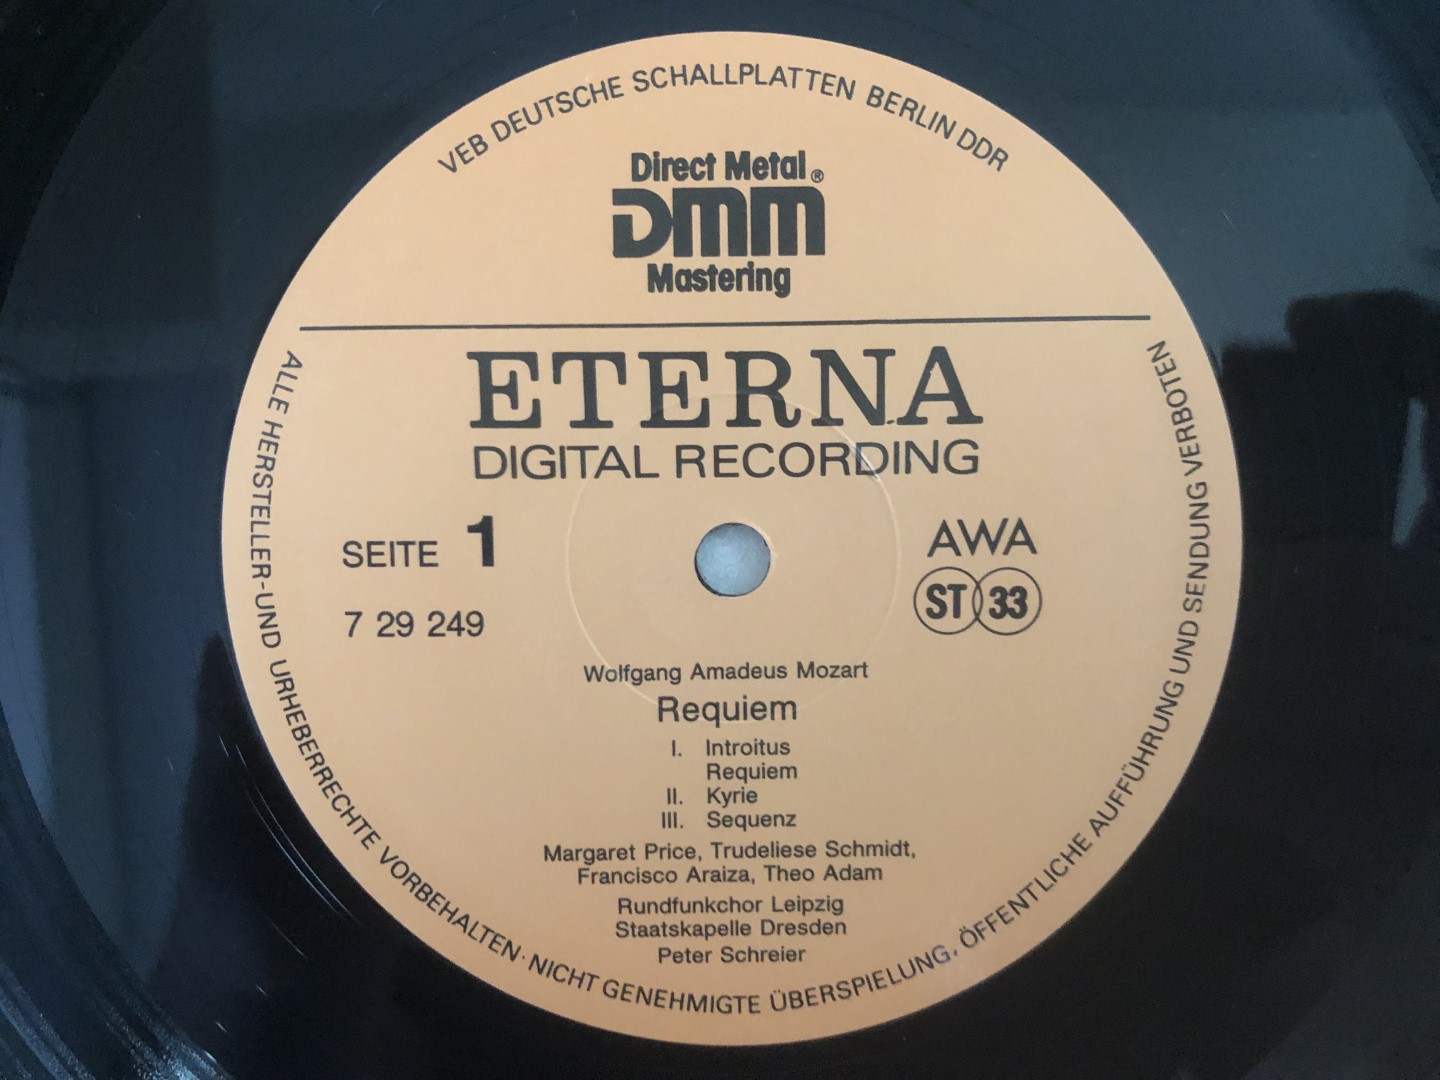 VEB DEUTSCHE SCHALLPLATTEN BERLIN DDR
Direct Metal®
DMM
Mastering
ETERNA
DIGITAL RECORDING
SEITE 1
AWA
7 29 249
ST 33
Wolfgang Amadeus Mozart
Requiem
I. Introitus
Requiem
II. Kyrie
III. Sequenz
Margaret Price, Trudeliese Schmidt,
Francisco Araiza, Theo Adam
Rundfunkchor Leipzig
Staatskapelle Dresden
Peter Schreier
ALLE HERSTELLER-UND URHEBERRECHTE VORBEHALTEN· NICHT GENEHMIGTE ÜBERSPIELUNG, ÖFFENTLICHE AUFFÜHRUNG UND SENDUNG VERBOTEN